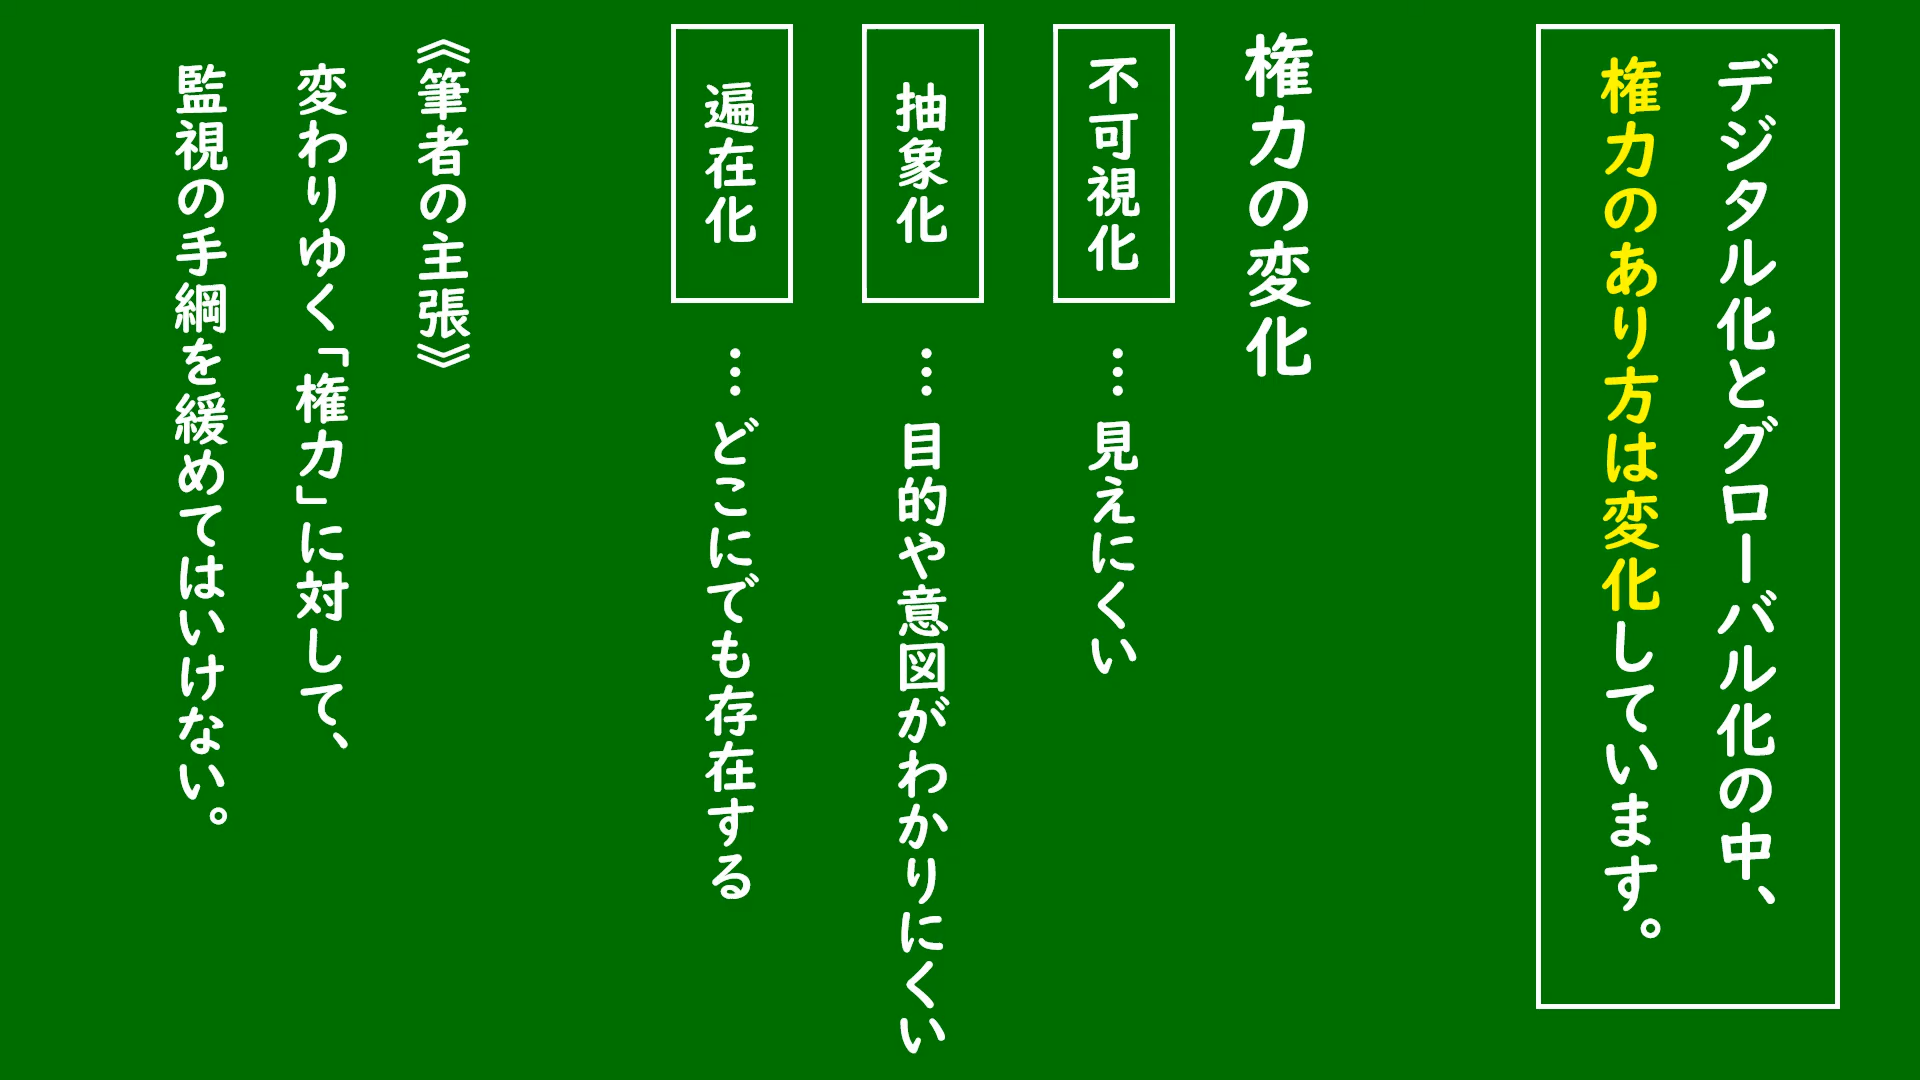 デジタル化とグローバル化の中、
権力のあり方は変化しています。
権力の変化
不可視化…見えにくい
抽象化…目的や意図がわかりにくい
遍在化…どこにでも存在する
《筆者の主張》
変わりゆく「権力」に対して、
監視の手綱を緩めてはいけない。